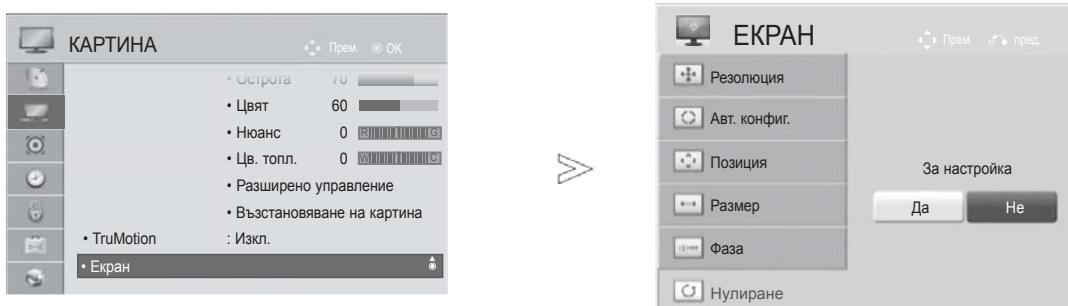 КАРТИНА
Прем. OK
• Острота 70
• Цвят 60
• Нюанс 0 R G
• Цв. топл. 0 W C
• Разширено управление
• Възстановяване на картина
• TruMotion : Изкл.
• Екран
ЕКРАН
Прем. пред.
Резолюция
Авт. конфиг.
Позиция
Размер
Фаза
Нулиране
За настройка
Да Не